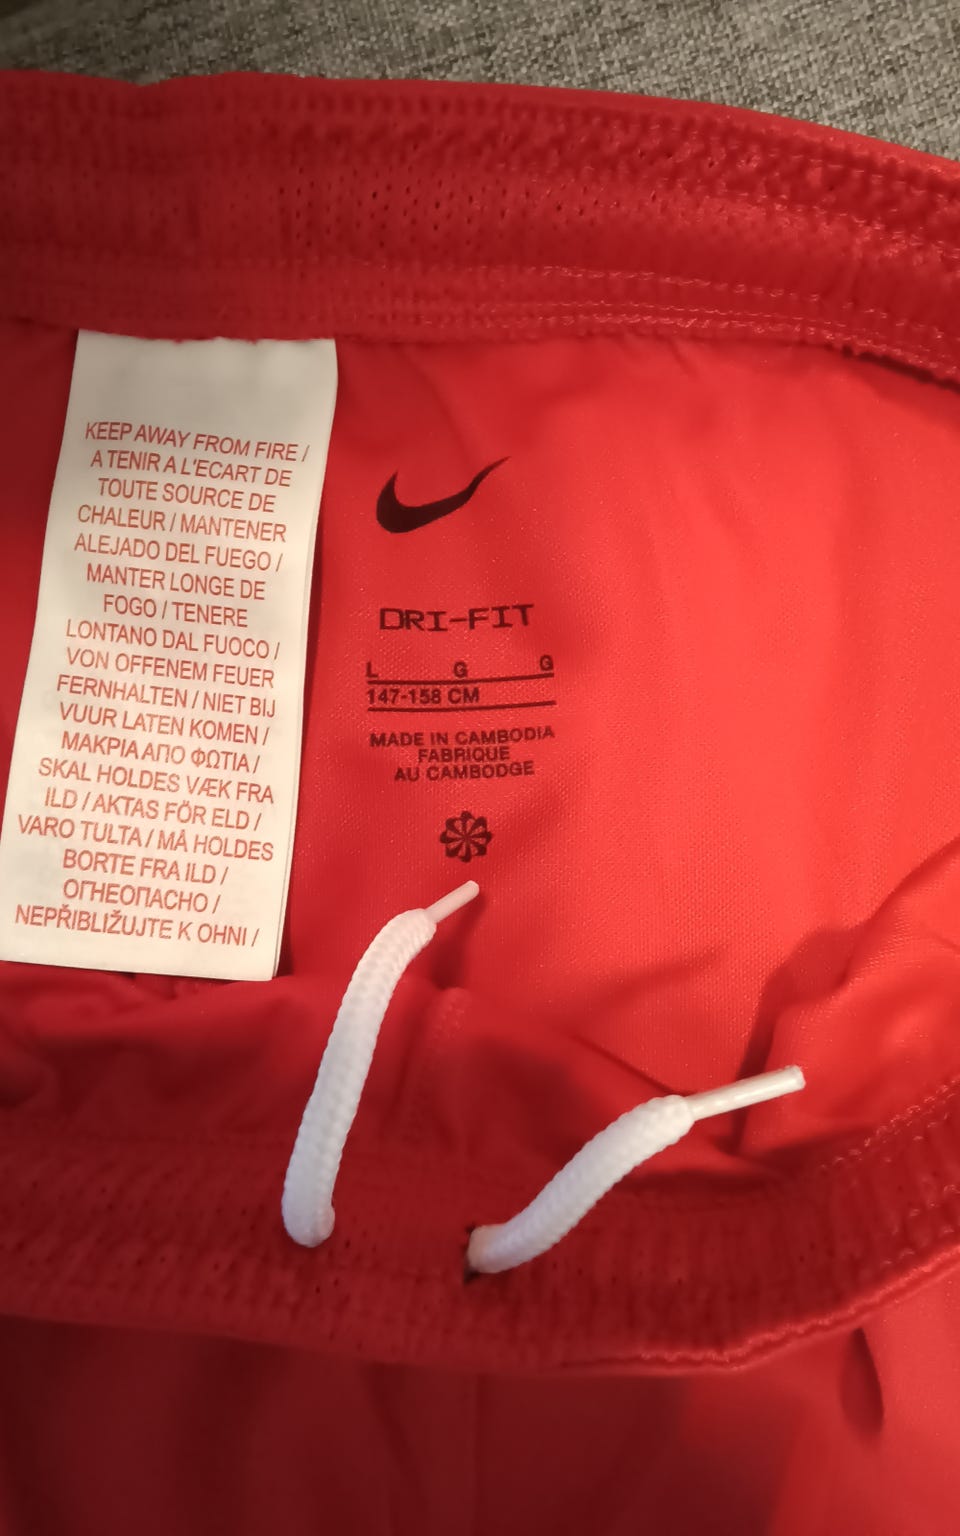 KEEP AWAY FROM FIRE /
A TENIR A L'ECART DE
TOUTE SOURCE DE
CHALEUR / MANTENER
ALEJADO DEL FUEGO /
MANTER LONGE DE
FOGO / TENERE
LONTANO DAL FUOCO /
VON OFFENEM FEUER
FERNHALTEN / NIET BIJ
VUUR LATEN KOMEN /
ΜΑΚΡΙΑ ΑΠΟ ΦΩΤΙΑ /
SKAL HOLDES VÆK FRA
ILD / AKTAS FÖR ELD /
VARO TULTA / MÅ HOLDES
BORTE FRA ILD /
ОГНЕОПАСНО /
NEPŘIBLIŽUJTE K OHNI /
DRI-FIT
L G G
147-158 CM
MADE IN CAMBODIA
FABRIQUE
AU CAMBODGE